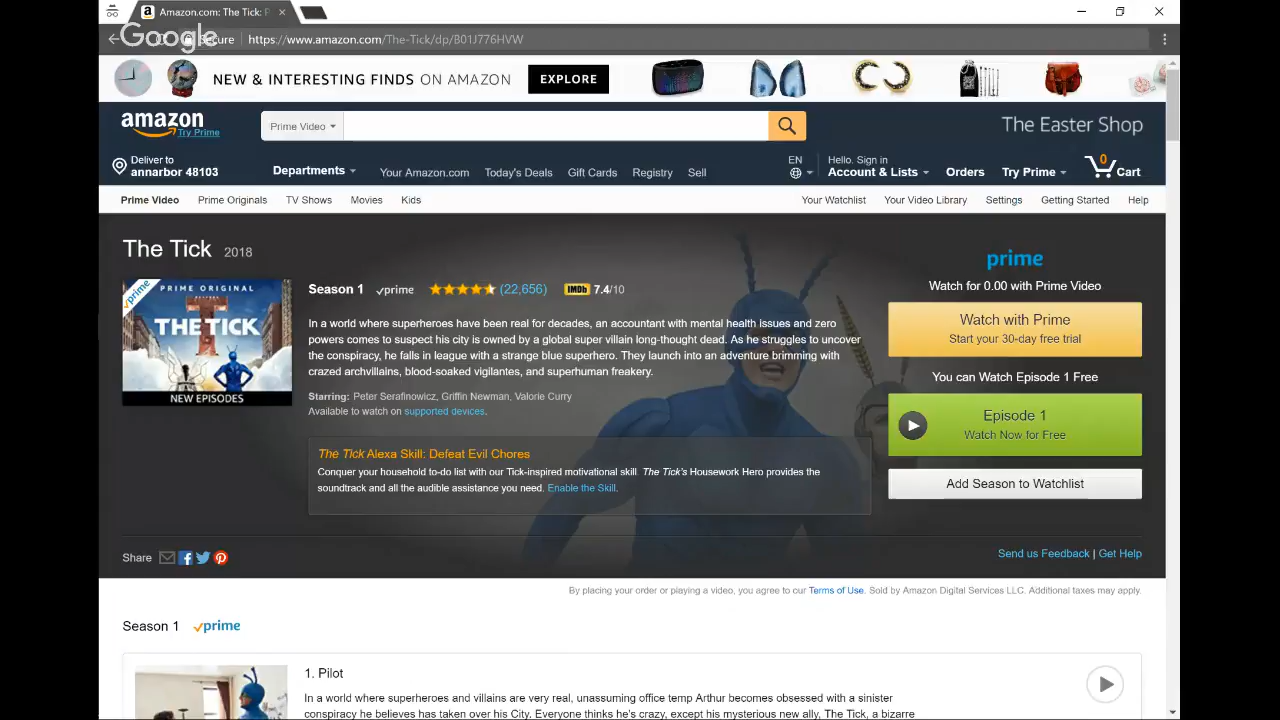 Amazon.com: The Tick: P
Google
Secure https://www.amazon.com/The-Tick/dp/B01J776HVW
NEW & INTERESTING FINDS ON AMAZON EXPLORE
amazon
Try Prime
Prime Video
The Easter Shop
Deliver to
annarbor 48103
Departments Your Amazon.com Today's Deals Gift Cards Registry Sell
EN
Hello. Sign in
Account & Lists Orders Try Prime 0 Cart
Prime Video Prime Originals TV Shows Movies Kids Your Watchlist Your Video Library Settings Getting Started Help
The Tick 2018
prime
PRIME ORIGINAL
THE TICK
NEW EPISODES
Season 1 prime (22,656) IMDb 7.4/10
In a world where superheroes have been real for decades, an accountant with mental health issues and zero
powers comes to suspect his city is owned by a global super villain long-thought dead. As he struggles to uncover
the conspiracy, he falls in league with a strange blue superhero. They launch into an adventure brimming with
crazed archvillains, blood-soaked vigilantes, and superhuman freakery.
Starring: Peter Serafinowicz, Griffin Newman, Valorie Curry
Available to watch on supported devices.
The Tick Alexa Skill: Defeat Evil Chores
Conquer your household to-do list with our Tick-inspired motivational skill. The Tick's Housework Hero provides the
soundtrack and all the audible assistance you need. Enable the Skill.
prime
Watch for 0.00 with Prime Video
Watch with Prime
Start your 30-day free trial
You can Watch Episode 1 Free
Episode 1
Watch Now for Free
Add Season to Watchlist
Share
Send us Feedback | Get Help
By placing your order or playing a video, you agree to our Terms of Use. Sold by Amazon Digital Services LLC. Additional taxes may apply.
Season 1 prime
1. Pilot
In a world where superheroes and villains are very real, unassuming office temp Arthur becomes obsessed with a sinister
conspiracy he believes has taken over his City. Everyone thinks he's crazy, except his mysterious new ally, The Tick, a bizarre